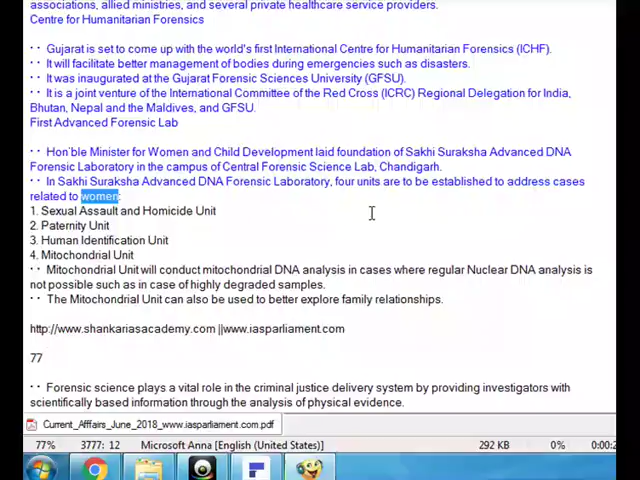 associations, allied ministries, and several private healthcare service providers.
Centre for Humanitarian Forensics
·· Gujarat is set to come up with the world's first International Centre for Humanitarian Forensics (ICHF).
·· It will facilitate better management of bodies during emergencies such as disasters.
·· It was inaugurated at the Gujarat Forensic Sciences University (GFSU).
·· It is a joint venture of the International Committee of the Red Cross (ICRC) Regional Delegation for India,
Bhutan, Nepal and the Maldives, and GFSU.
First Advanced Forensic Lab
·· Hon'ble Minister for Women and Child Development laid foundation of Sakhi Suraksha Advanced DNA
Forensic Laboratory in the campus of Central Forensic Science Lab, Chandigarh.
·· In Sakhi Suraksha Advanced DNA Forensic Laboratory, four units are to be established to address cases
related to women:
1. Sexual Assault and Homicide Unit
2. Paternity Unit
3. Human Identification Unit
4. Mitochondrial Unit
·· Mitochondrial Unit will conduct mitochondrial DNA analysis in cases where regular Nuclear DNA analysis is
not possible such as in case of highly degraded samples.
·· The Mitochondrial Unit can also be used to better explore family relationships.
http://www.shankariasacademy.com ||www.iasparliament.com
77
·· Forensic science plays a vital role in the criminal justice delivery system by providing investigators with
scientifically based information through the analysis of physical evidence.
Current_Afffairs_June_2018_www.iasparliament.com.pdf
77% 3777: 12 Microsoft Anna [English (United States)] 292 KB 0% 0:00:2